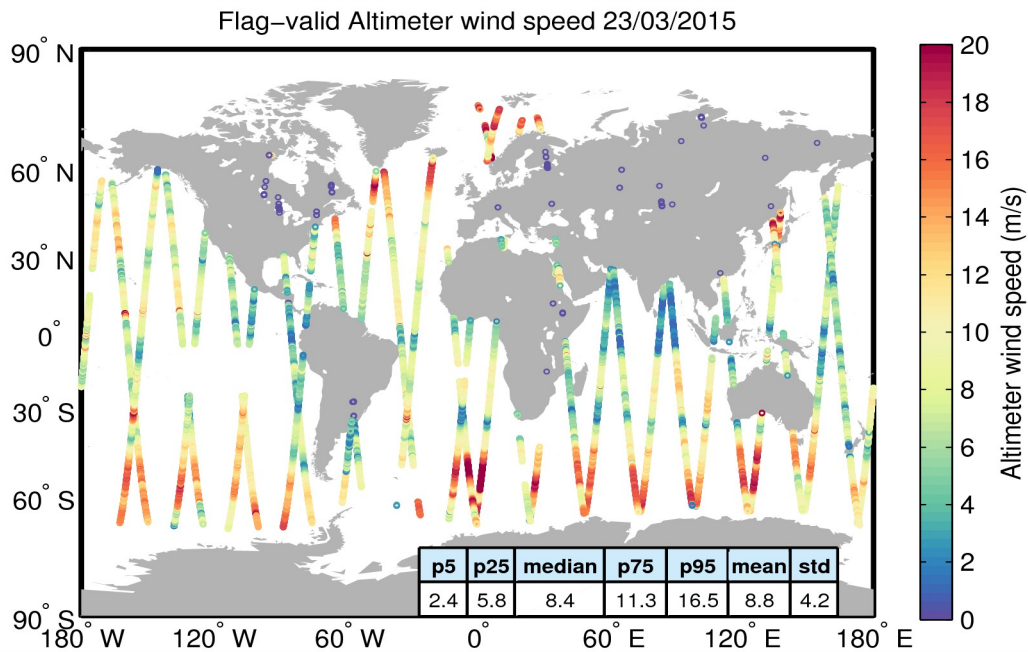 Flag-valid Altimeter wind speed 23/03/2015
90° N
60° N
30° N
0°
30° S
60° S
90° S
180° W
120° W
60° W
0°
60° E
120° E
180° E
p5 p25 median p75 p95 mean std
2.4 5.8 8.4 11.3 16.5 8.8 4.2
20
18
16
14
12
10
8
6
4
2
0
Altimeter wind speed (m/s)